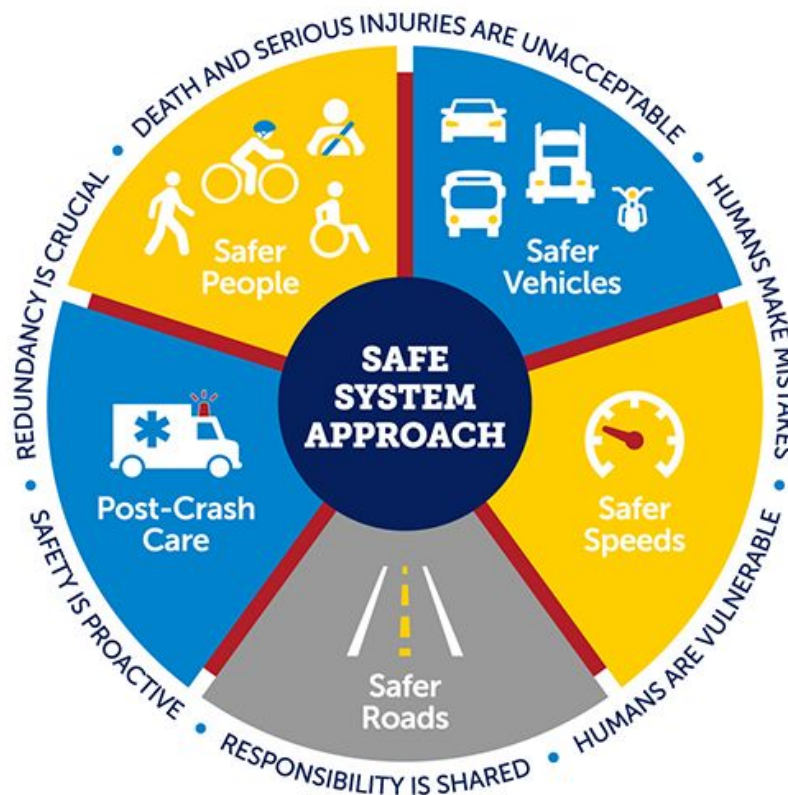 DEATH AND SERIOUS INJURIES ARE UNACCEPTABLE
HUMANS MAKE MISTAKES
HUMANS ARE VULNERABLE
RESPONSIBILITY IS SHARED
SAFETY IS PROACTIVE
REDUNDANCY IS CRUCIAL
Safer
People
Safer
Vehicles
SAFE
SYSTEM
APPROACH
Post-Crash
Care
Safer
Speeds
Safer
Roads